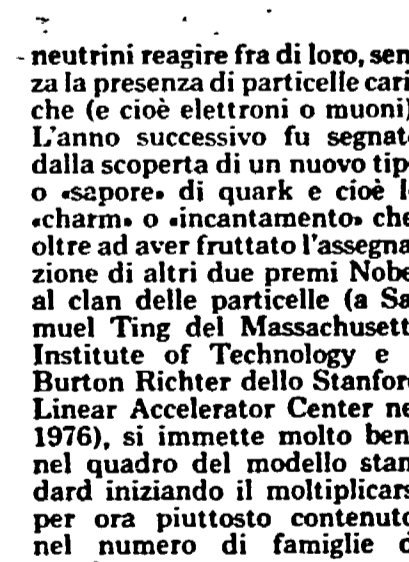 neutrini reagire fra di loro, sen
za la presenza di particelle cari
che (e cioè elettroni o muoni)
L'anno successivo fu segnat
dalla scoperta di un nuovo tip
o «sapore» di quark e cioè l
«charm» o «incantamento» che
oltre ad aver fruttato l'assegna
zione di altri due premi Nobe
al clan delle particelle (a Sa
muel Ting del Massachusett
Institute of Technology e
Burton Richter dello Stanfor
Linear Accelerator Center ne
1976), si immette molto ben
nel quadro del modello stan
dard iniziando il moltiplicars
per ora piuttosto contenuto
nel numero di famiglie d